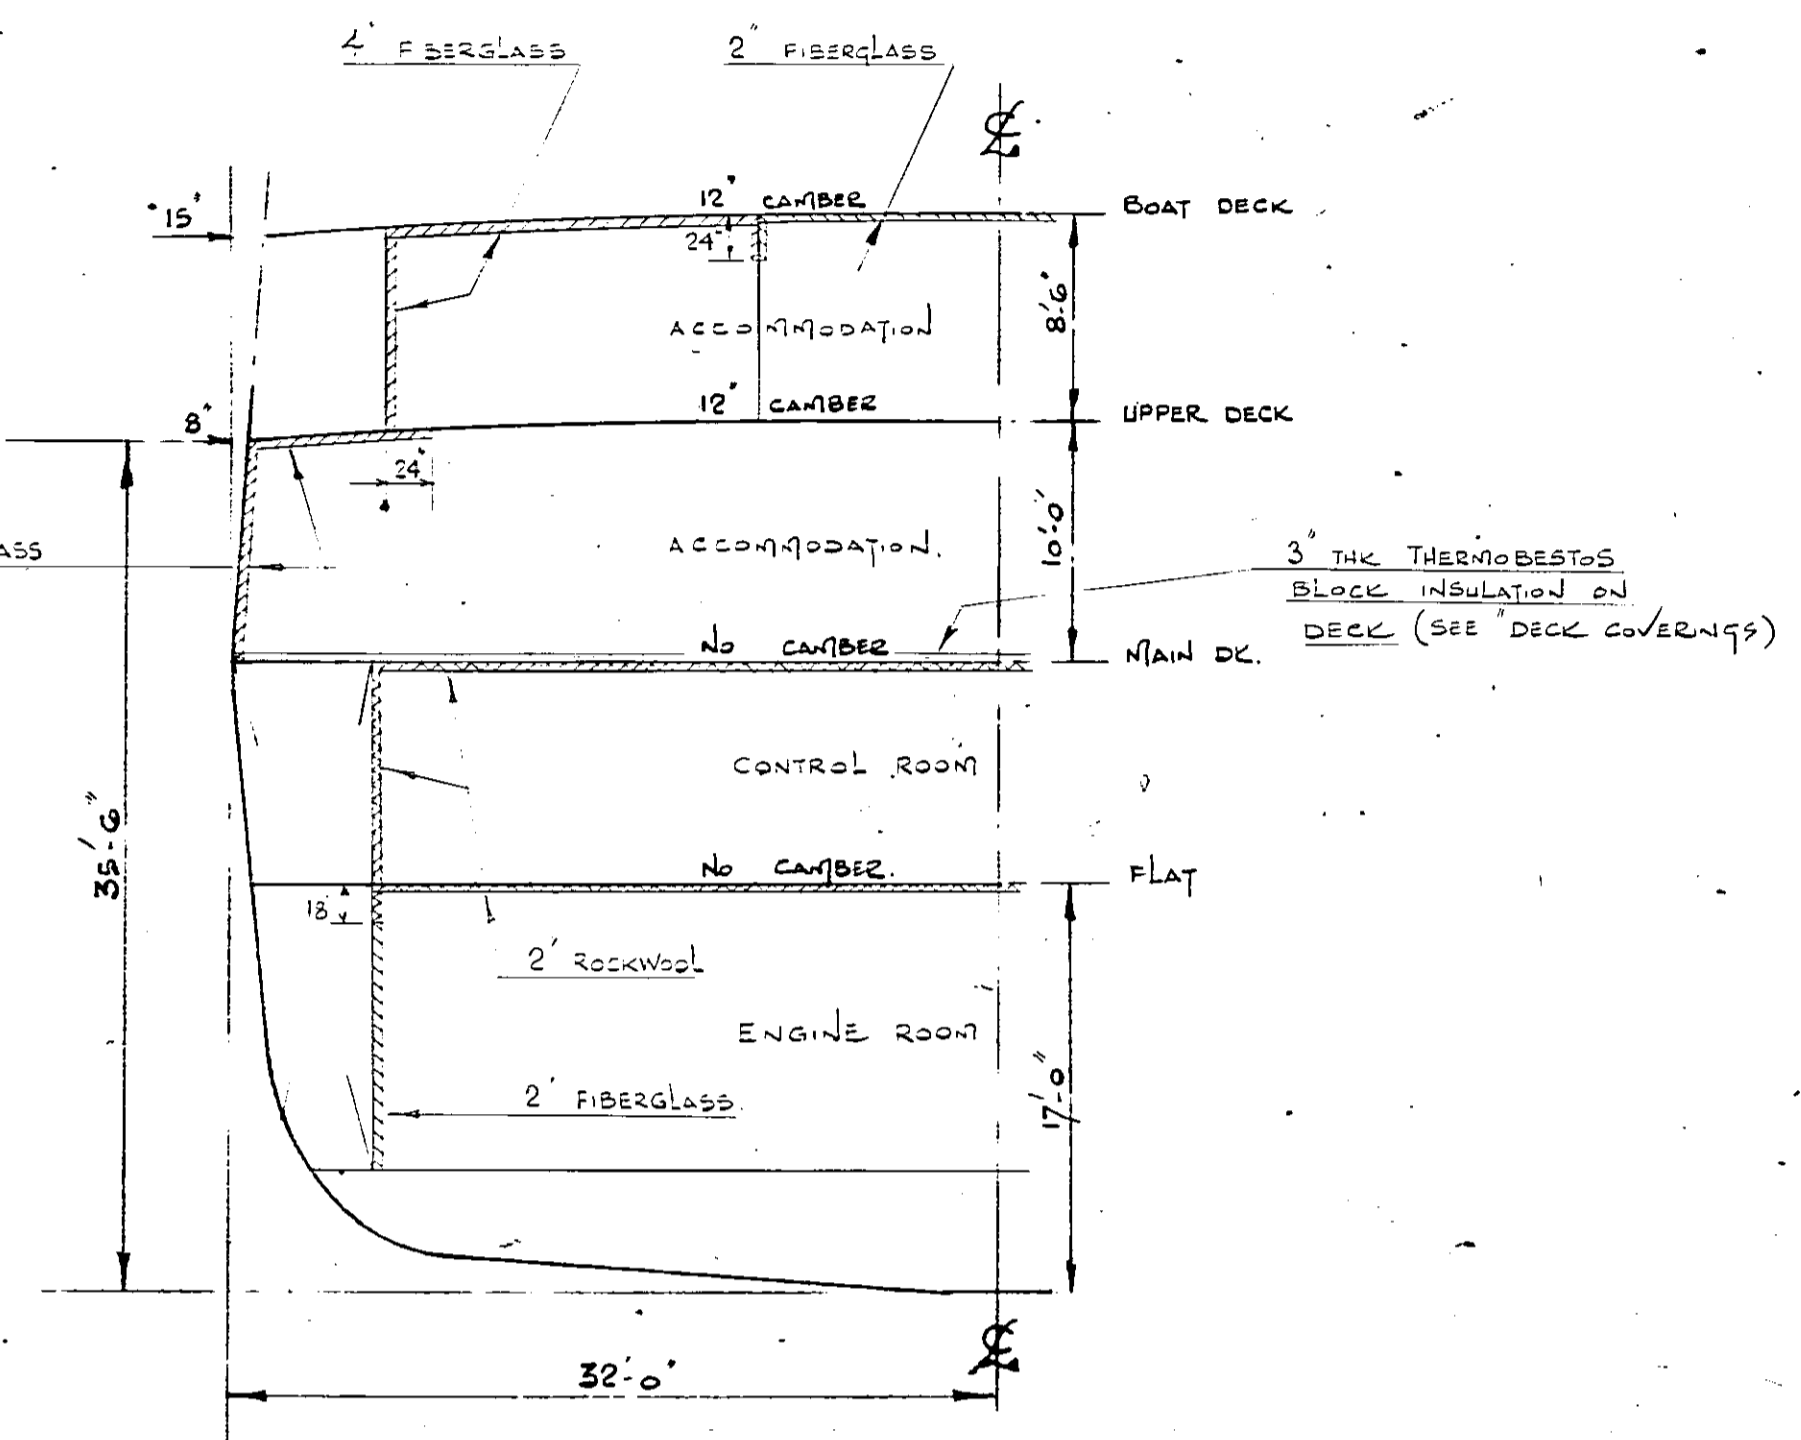 4" FIBERGLASS
2" FIBERGLASS
℄
15"
12" CAMBER
BOAT DECK
24"
8'-6"
ACCOMMODATION
12" CAMBER
UPPER DECK
8"
24"
10'-0"
ASS
ACCOMMODATION.
3" THK THERMOBESTOS
BLOCK INSULATION ON
DECK (SEE "DECK COVERINGS)
NO CAMBER
MAIN DK.
CONTROL ROOM
35'-6"
NO CAMBER.
FLAT
18"
2" ROCKWOOL
ENGINE ROOM
17'-0"
2" FIBERGLASS.
℄
32'-0"